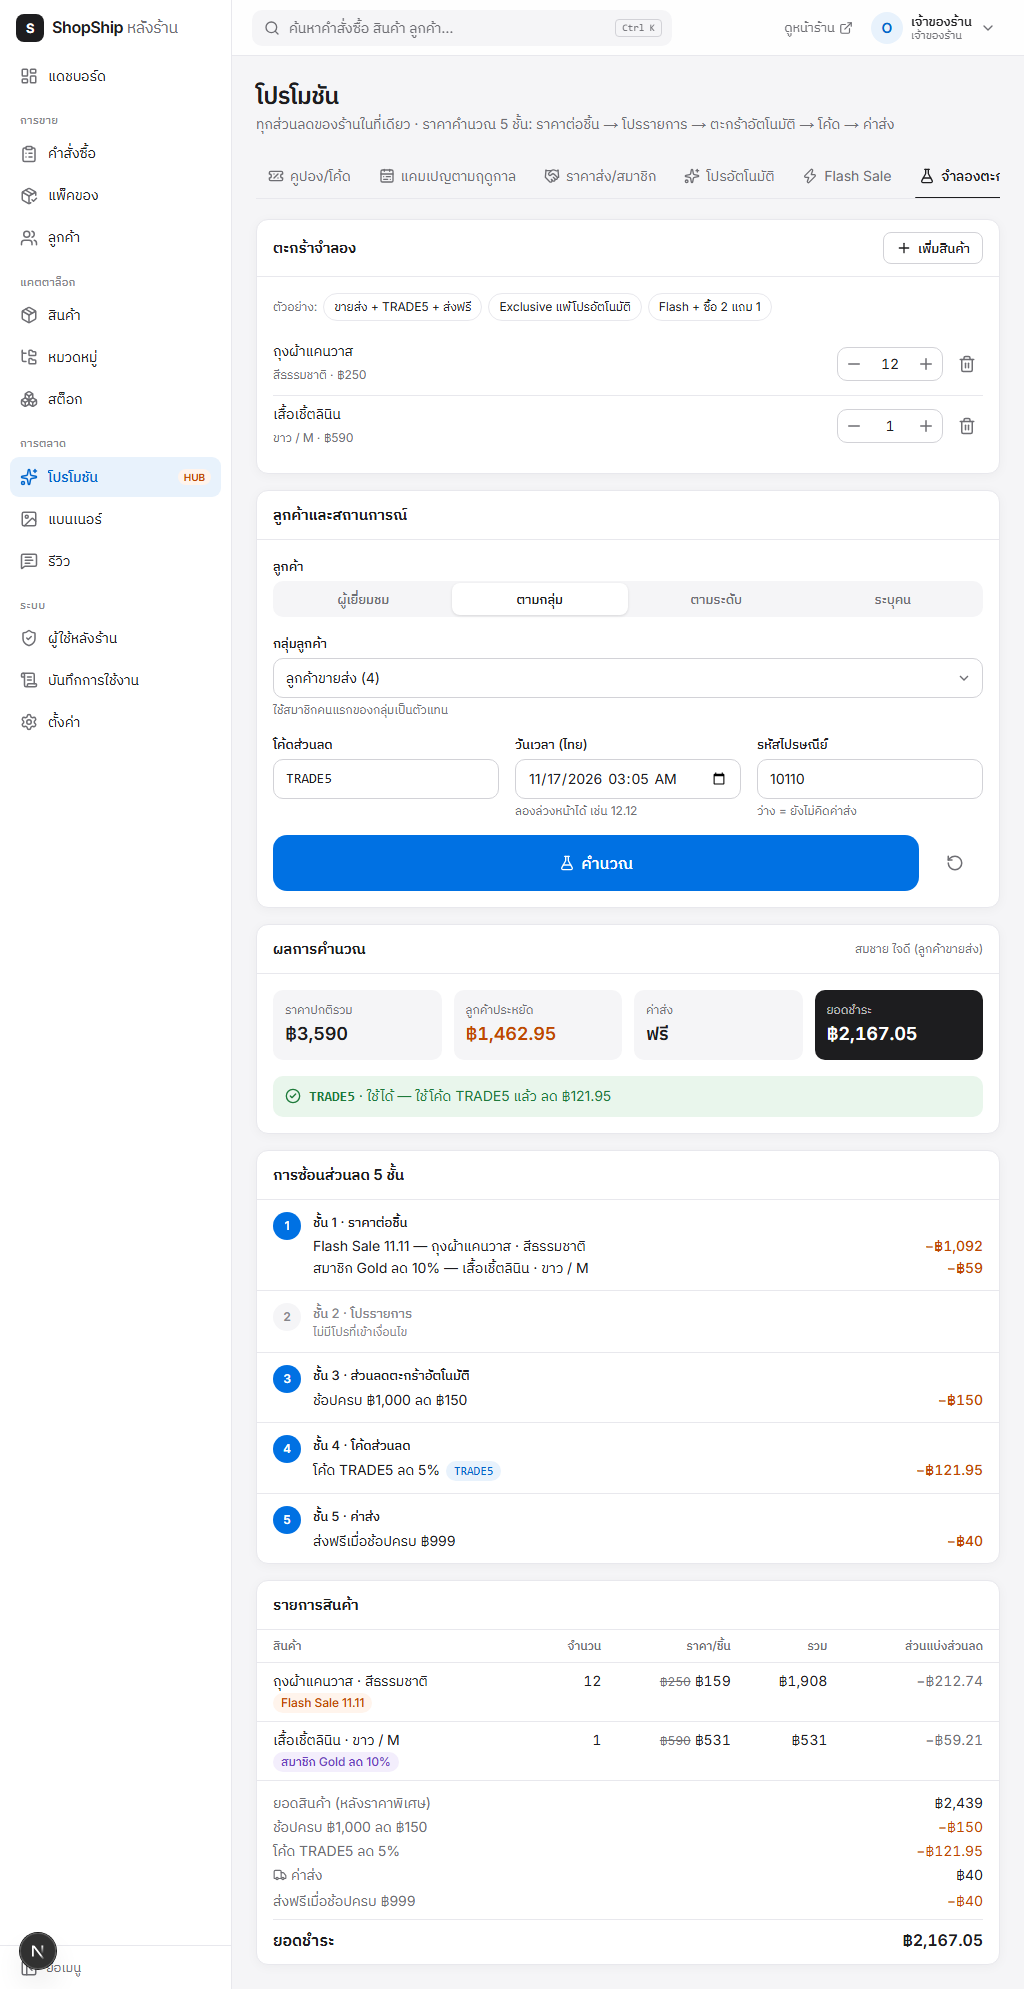 S ShopShip หลังร้าน
ค้นหาคำสั่งซื้อ สินค้า ลูกค้า... Ctrl K
ดูหน้าร้าน
O เจ้าของร้าน
เจ้าของร้าน
แดชบอร์ด
การขาย
คำสั่งซื้อ
แพ็คของ
ลูกค้า
แคตตาล็อก
สินค้า
หมวดหมู่
สต็อก
การตลาด
โปรโมชัน HUB
แบนเนอร์
รีวิว
ระบบ
ผู้ใช้หลังร้าน
บันทึกการใช้งาน
ตั้งค่า
N
ย่อเมนู
โปรโมชัน
ทุกส่วนลดของร้านในที่เดียว · ราคาคำนวณ 5 ชั้น: ราคาต่อชิ้น → โปรรายการ → ตะกร้าอัตโนมัติ → โค้ด → ค่าส่ง
คูปอง/โค้ด แคมเปญตามฤดูกาล ราคาส่ง/สมาชิก โปรอัตโนมัติ Flash Sale จำลองตะก
ตะกร้าจำลอง เพิ่มสินค้า
ตัวอย่าง: ขายส่ง + TRADE5 + ส่งฟรี Exclusive แพ้โปรอัตโนมัติ Flash + ซื้อ 2 แถม 1
ถุงผ้าแคนวาส
สีธรรมชาติ · ฿250
12
เสื้อเชิ้ตลินิน
ขาว / M · ฿590
1
ลูกค้าและสถานการณ์
ลูกค้า
ผู้เยี่ยมชม ตามกลุ่ม ตามระดับ ระบุคน
กลุ่มลูกค้า
ลูกค้าขายส่ง (4)
ใช้สมาชิกคนแรกของกลุ่มเป็นตัวแทน
โค้ดส่วนลด วันเวลา (ไทย) รหัสไปรษณีย์
TRADE5 11/17/2026 03:05 AM 10110
ลองล่วงหน้าได้ เช่น 12.12 ว่าง = ยังไม่คิดค่าส่ง
คำนวณ
ผลการคำนวณ สมชาย ใจดี (ลูกค้าขายส่ง)
ราคาปกติรวม ลูกค้าประหยัด ค่าส่ง ยอดชำระ
฿3,590 ฿1,462.95 ฟรี ฿2,167.05
TRADE5 · ใช้ได้ — ใช้โค้ด TRADE5 แล้ว ลด ฿121.95
การซ้อนส่วนลด 5 ชั้น
1 ชั้น 1 · ราคาต่อชิ้น
Flash Sale 11.11 — ถุงผ้าแคนวาส · สีธรรมชาติ −฿1,092
สมาชิก Gold ลด 10% — เสื้อเชิ้ตลินิน · ขาว / M −฿59
2 ชั้น 2 · โปรรายการ
ไม่มีโปรที่เข้าเงื่อนไข
3 ชั้น 3 · ส่วนลดตะกร้าอัตโนมัติ
ช้อปครบ ฿1,000 ลด ฿150 −฿150
4 ชั้น 4 · โค้ดส่วนลด
โค้ด TRADE5 ลด 5% TRADE5 −฿121.95
5 ชั้น 5 · ค่าส่ง
ส่งฟรีเมื่อช้อปครบ ฿999 −฿40
รายการสินค้า
สินค้า จำนวน ราคา/ชิ้น รวม ส่วนแบ่งส่วนลด
ถุงผ้าแคนวาส · สีธรรมชาติ 12 ฿250 ฿159 ฿1,908 −฿212.74
Flash Sale 11.11
เสื้อเชิ้ตลินิน · ขาว / M 1 ฿590 ฿531 ฿531 −฿59.21
สมาชิก Gold ลด 10%
ยอดสินค้า (หลังราคาพิเศษ) ฿2,439
ช้อปครบ ฿1,000 ลด ฿150 −฿150
โค้ด TRADE5 ลด 5% −฿121.95
ค่าส่ง ฿40
ส่งฟรีเมื่อช้อปครบ ฿999 −฿40
ยอดชำระ ฿2,167.05